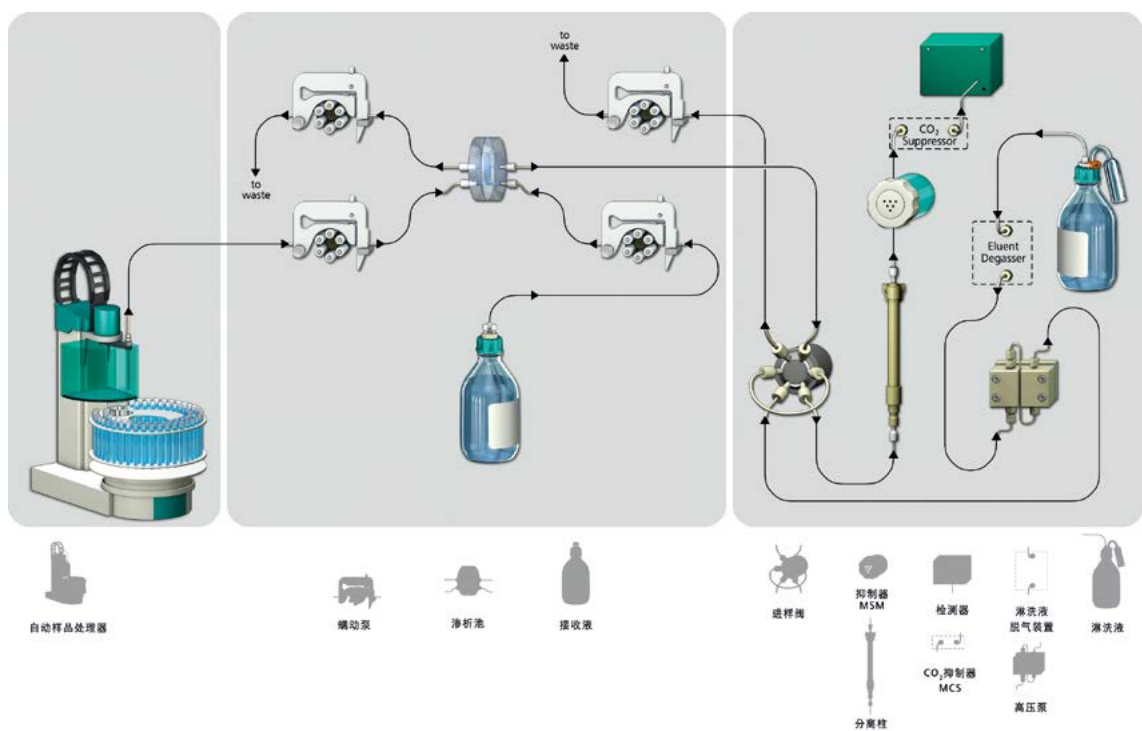 to
waste
to
waste
CO₂
Suppressor
Eluent
Degasser
自动样品处理器
蠕动泵
渗析池
接收液
进样阀
抑制器
MSM
检测器
淋洗液
脱气装置
淋洗液
CO₂抑制器
MCS
高压泵
分离柱